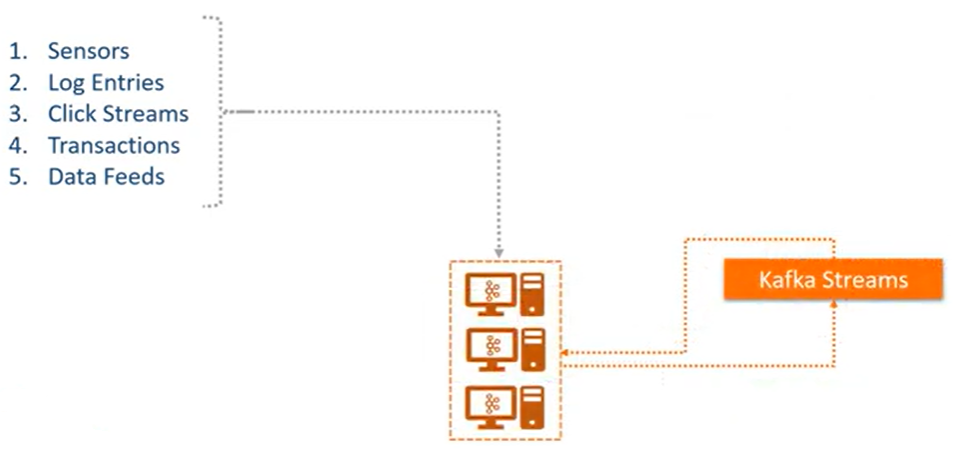 1. Sensors
2. Log Entries
3. Click Streams
4. Transactions
5. Data Feeds
Kafka Streams